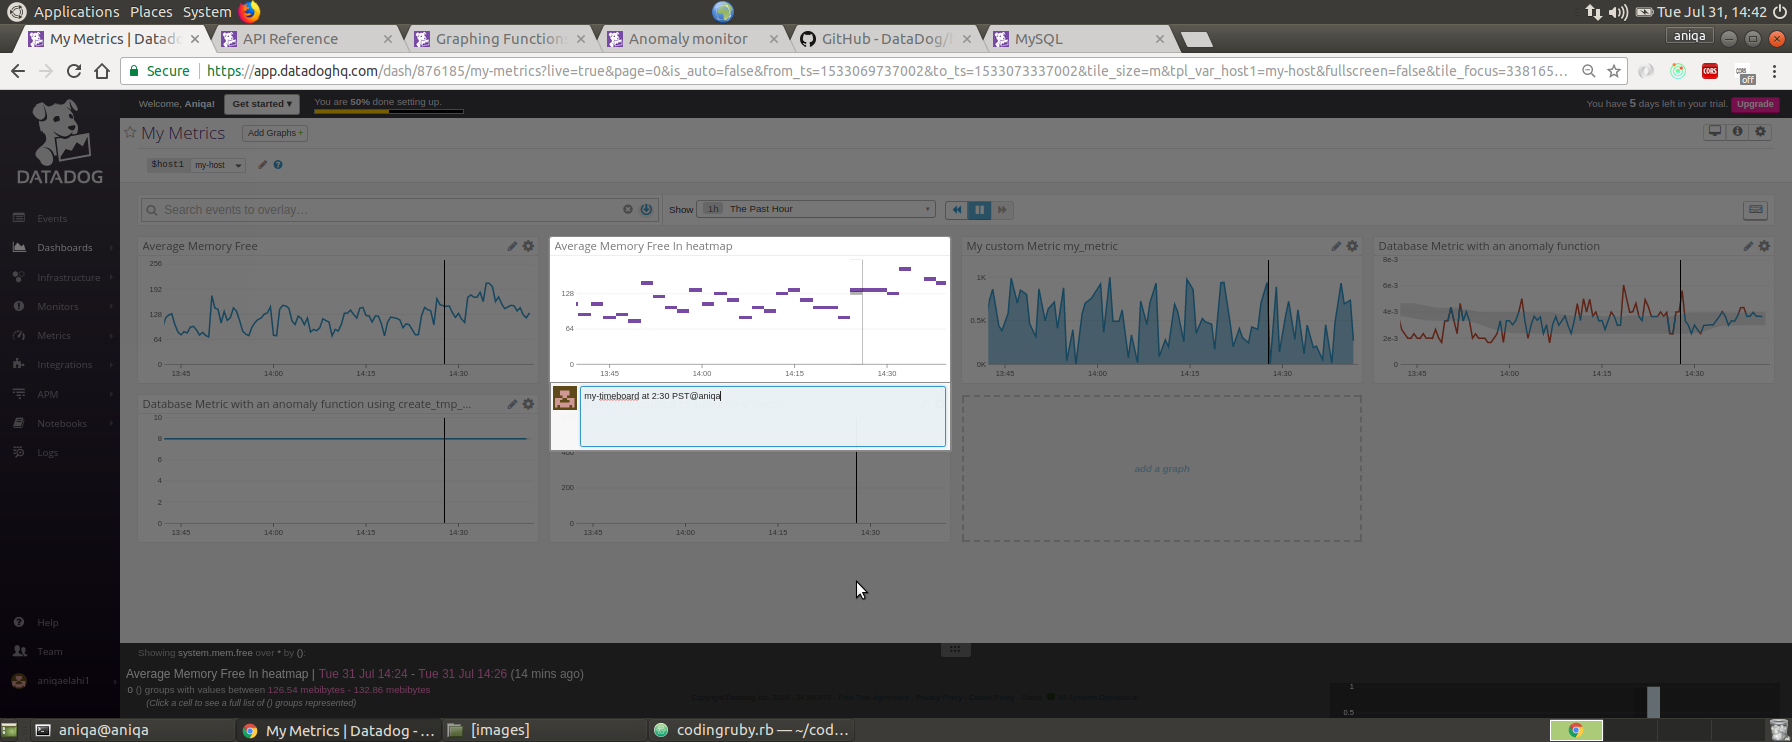 Applications Places System Tue Jul 31, 14:42
My Metrics | Datad API Reference Graphing Function Anomaly monitor GitHub - DataDog/ MySQL aniqa
Secure https://app.datadoghq.com/dash/876185/my-metrics?live=true&page=0&is_auto=false&from_ts=1533069737002&to_ts=1533073337002&tile_size=m&tpl_var_host1=my-host&fullscreen=false&tile_focus=338165... CORS CORS off
Welcome, Aniqa! Get started ▾ You are 50% done setting up. You have 5 days left in your trial. Upgrade
DATADOG
My Metrics Add Graphs +
$host1 my-host
Search events to overlay... Show 1h The Past Hour
Events
Dashboards
Infrastructure
Monitors
Metrics
Integrations
APM
Notebooks
Logs
Help
Team
aniqaelahi1
Average Memory Free
256
192
128
64
0
13:45 14:00 14:15 14:30
Average Memory Free In heatmap
128
64
0
13:45 14:00 14:15 14:30
my-timeboard at 2:30 PST@aniqa
My custom Metric my_metric
1K
0.5K
0K
13:45 14:00 14:15 14:30
Database Metric with an anomaly function
8e-3
6e-3
4e-3
2e-3
0
13:45 14:00 14:15 14:30
Database Metric with an anomaly function using create_tmp_...
10
8
6
4
2
0
13:45 14:00 14:15 14:30
400
200
0
13:45 14:00 14:15 14:30
add a graph
Showing system.mem.free over * by ():
Average Memory Free In heatmap | Tue 31 Jul 14:24 - Tue 31 Jul 14:26 (14 mins ago)
0 () groups with values between 126.54 mebibytes - 132.86 mebibytes
(Click a cell to see a full list of () groups represented)
1
0.5
aniqa@aniqa My Metrics | Datadog - ... [images] codingruby.rb — ~/cod...